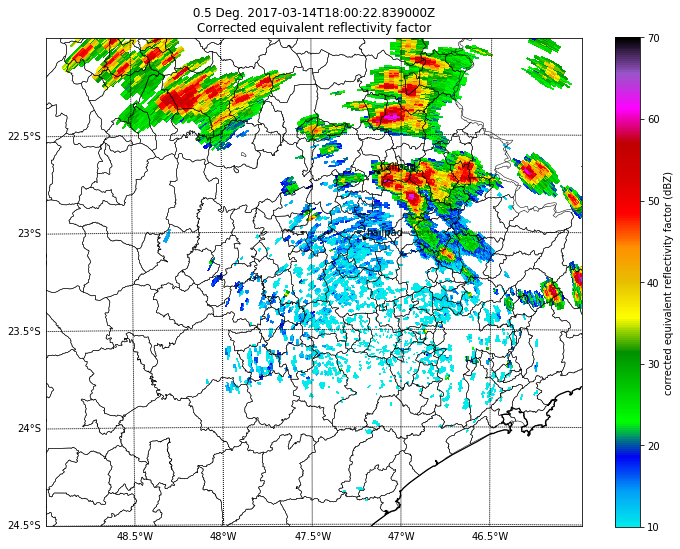 0.5 Deg. 2017-03-14T18:00:22.839000Z
Corrected equivalent reflectivity factor
70
60
50
40
30
20
10
corrected equivalent reflectivity factor (dBZ)
22.5°S
23°S
23.5°S
24°S
24.5°S
48.5°W
48°W
47.5°W
47°W
46.5°W